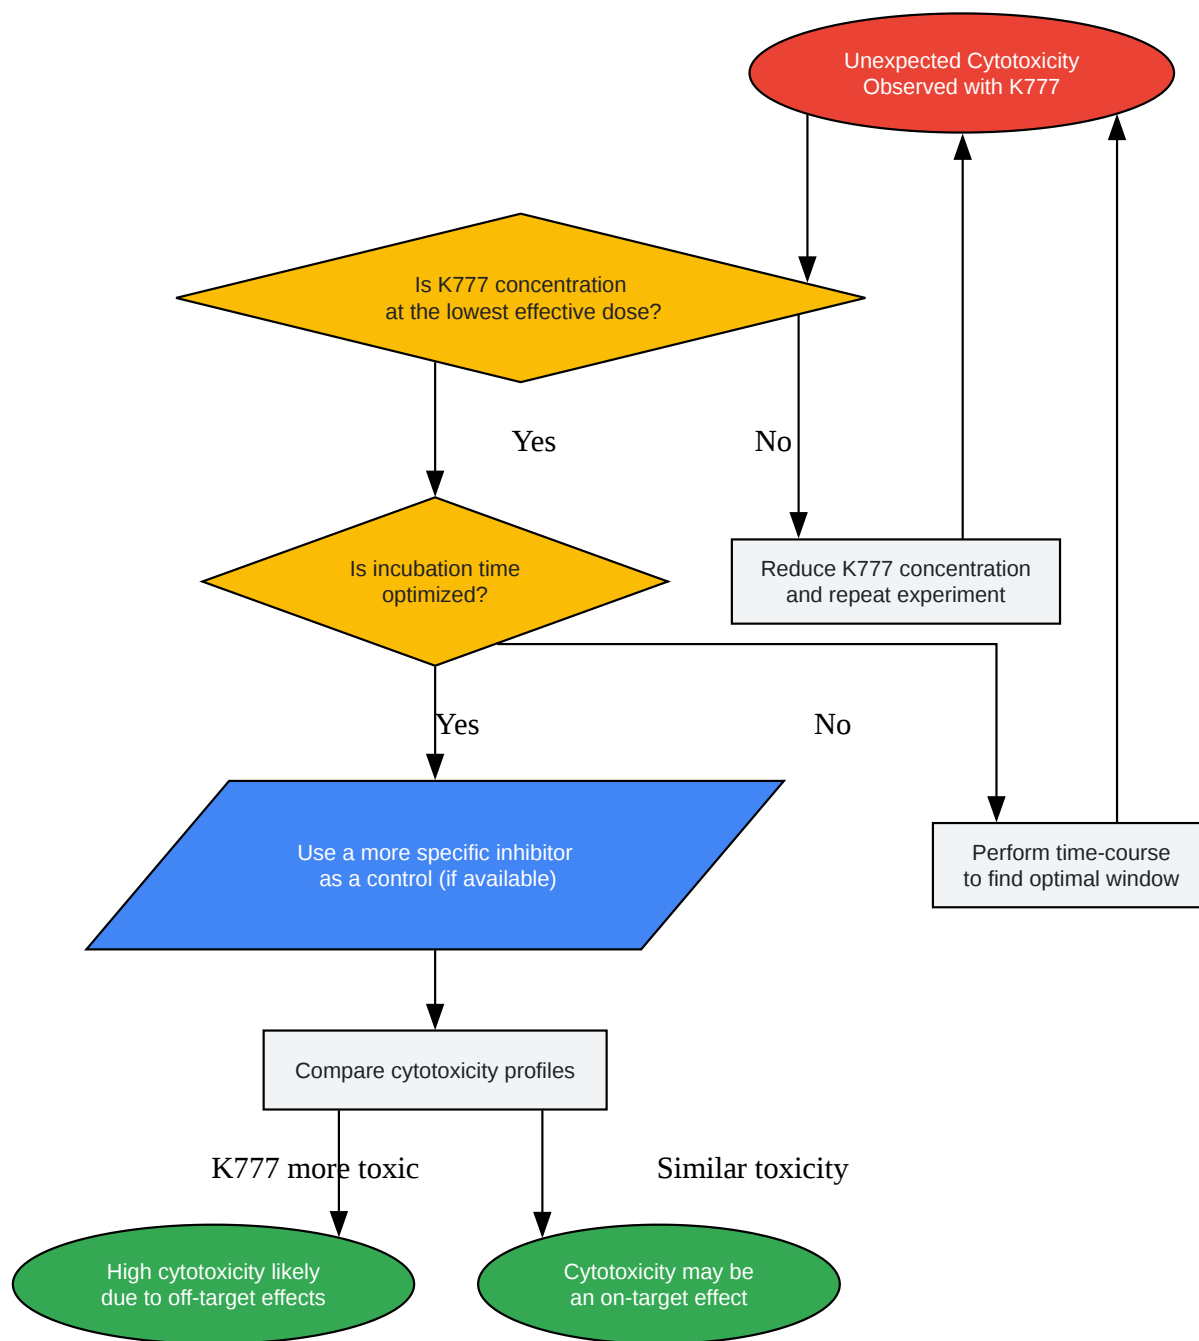 Unexpected Cytotoxicity
Observed with K777
Is K777 concentration
at the lowest effective dose?
Yes
No
Is incubation time
optimized?
Reduce K777 concentration
and repeat experiment
Yes
No
Use a more specific inhibitor
as a control (if available)
Perform time-course
to find optimal window
Compare cytotoxicity profiles
K777 more toxic
Similar toxicity
High cytotoxicity likely
due to off-target effects
Cytotoxicity may be
an on-target effect